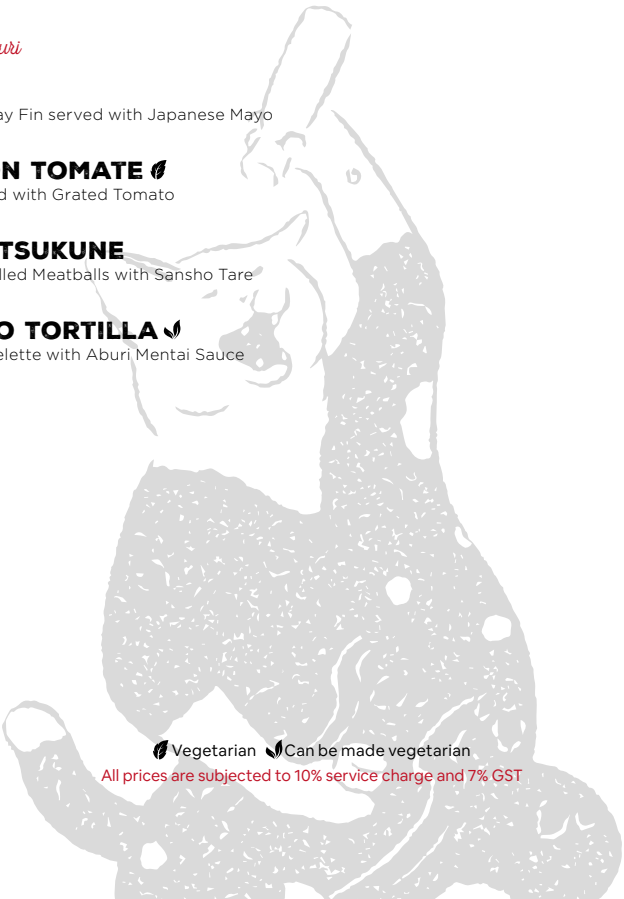 uri
ay Fin served with Japanese Mayo
N TOMATE
d with Grated Tomato
TSUKUNE
lled Meatballs with Sansho Tare
O TORTILLA
elette with Aburi Mentai Sauce
Vegetarian Can be made vegetarian
All prices are subjected to 10% service charge and 7% GST